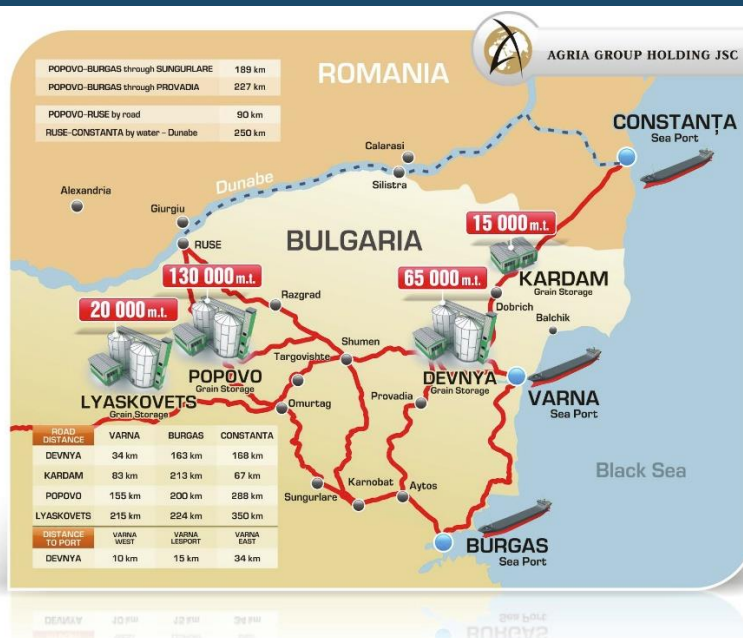 AGRIA GROUP HOLDING JSC
POPOVO-BURGAS through SUNGURLARE 189 km
POPOVO-BURGAS through PROVADIA 227 km
POPOVO-RUSE by road 90 km
RUSE-CONSTANTA by water - Dunabe 250 km
ROMANIA
CONSTANȚA
Sea Port
Calarasi
Silistra
Dunabe
Alexandria
Giurgiu
RUSE
BULGARIA
15 000 m.t.
KARDAM
Grain Storage
130 000 m.t.
65 000 m.t.
20 000 m.t.
Razgrad
Dobrich
Balchik
Shumen
Targovishte
POPOVO
Grain Storage
DEVNYA
Grain Storage
VARNA
Sea Port
LYASKOVETS
Grain Storage
Omurtag
Provadia
ROAD DISTANCE VARNA BURGAS CONSTANTA
DEVNYA 34 km 163 km 168 km
KARDAM 83 km 213 km 67 km
POPOVO 155 km 200 km 288 km
LYASKOVETS 215 km 224 km 350 km
DISTANCE TO PORT VARNA WEST VARNA LESPORT VARNA EAST
DEVNYA 10 km 15 km 34 km
Black Sea
Karnobat
Aytos
Sungurlare
BURGAS
Sea Port